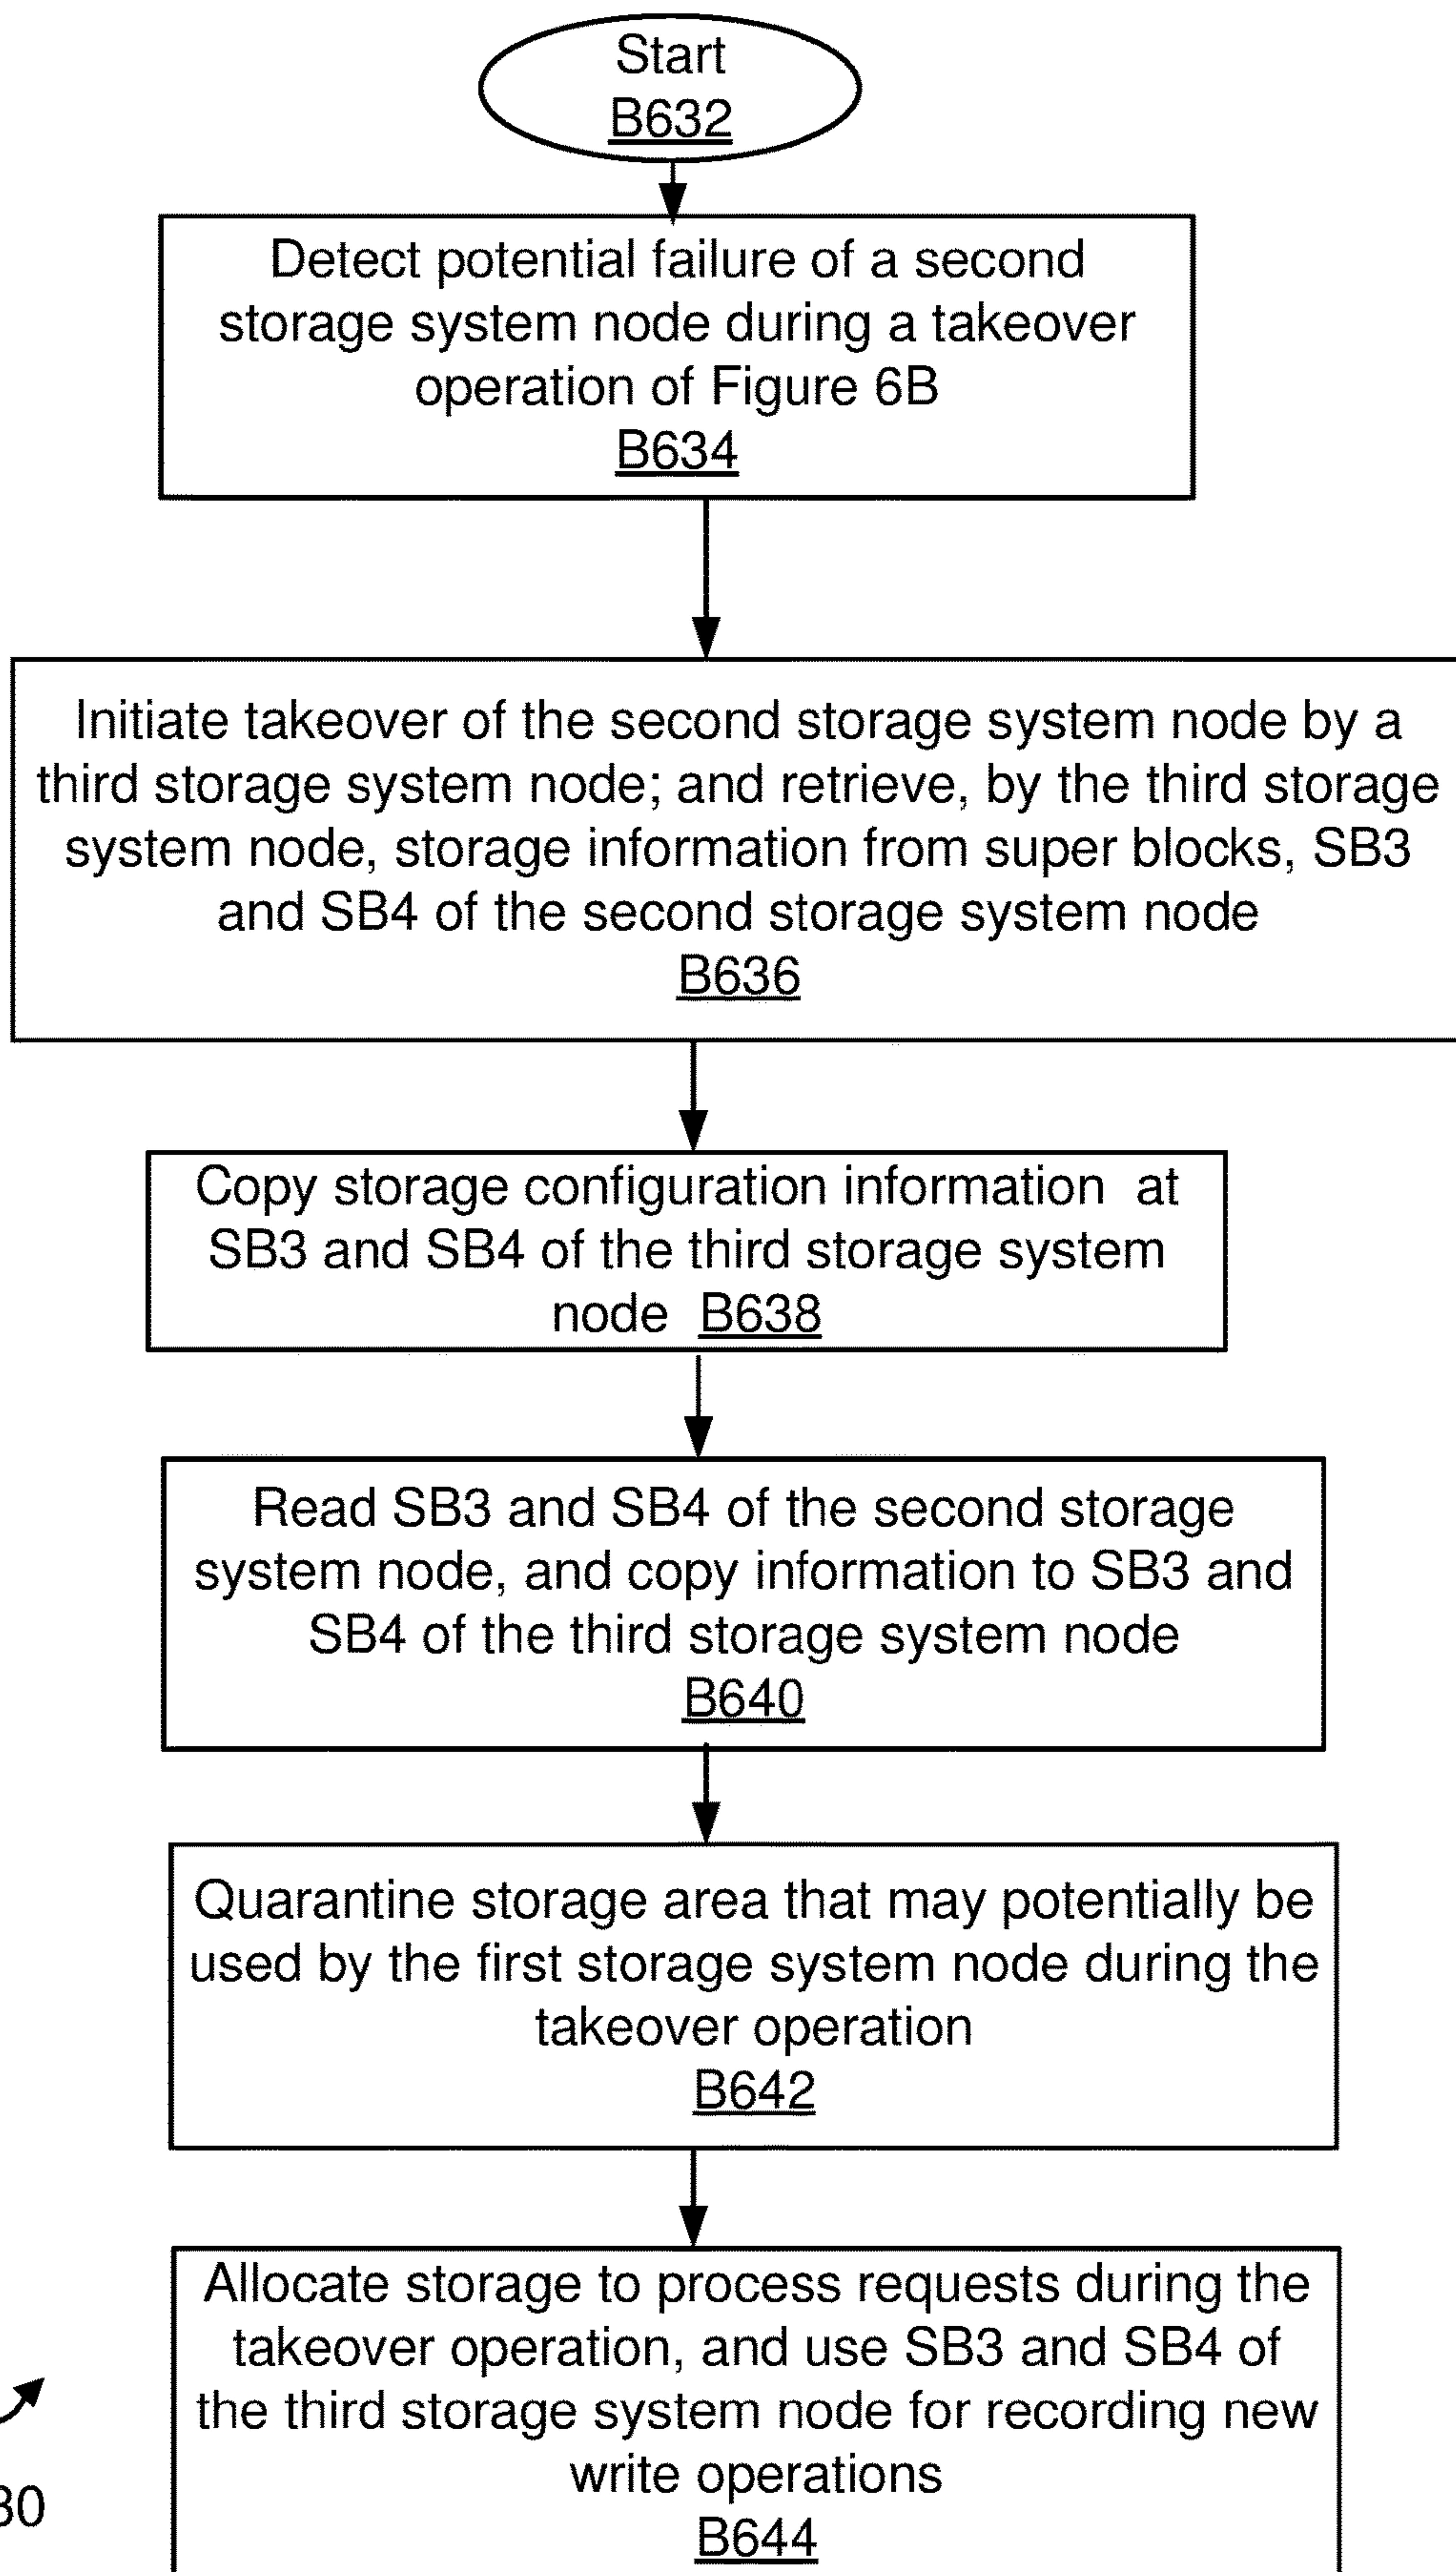 Start
B632
Detect potential failure of a second
storage system node during a takeover
operation of Figure 6B
B634
Initiate takeover of the second storage system node by a
third storage system node; and retrieve, by the third storage
system node, storage information from super blocks, SB3
and SB4 of the second storage system node
B636
Copy storage configuration information at
SB3 and SB4 of the third storage system
node B638
Read SB3 and SB4 of the second storage
system node, and copy information to SB3 and
SB4 of the third storage system node
B640
Quarantine storage area that may potentially be
used by the first storage system node during the
takeover operation
B642
Allocate storage to process requests during the
takeover operation, and use SB3 and SB4 of
the third storage system node for recording new
write operations
B644